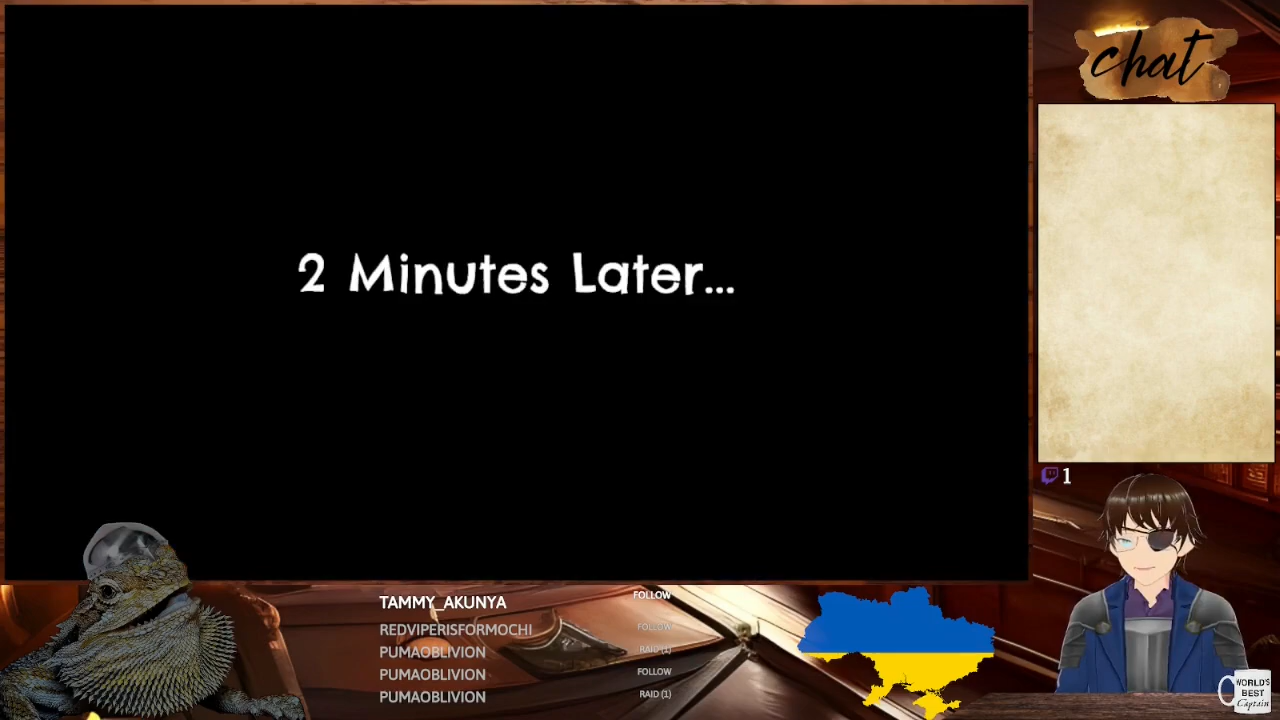 chat
2 Minutes Later...
1
TAMMY_AKUNYA FOLLOW
REDVIPERISFORMOCHI FOLLOW
PUMAOBLIVION RAID (1)
PUMAOBLIVION FOLLOW
PUMAOBLIVION RAID (1)
WORLD'S
BEST
Captain